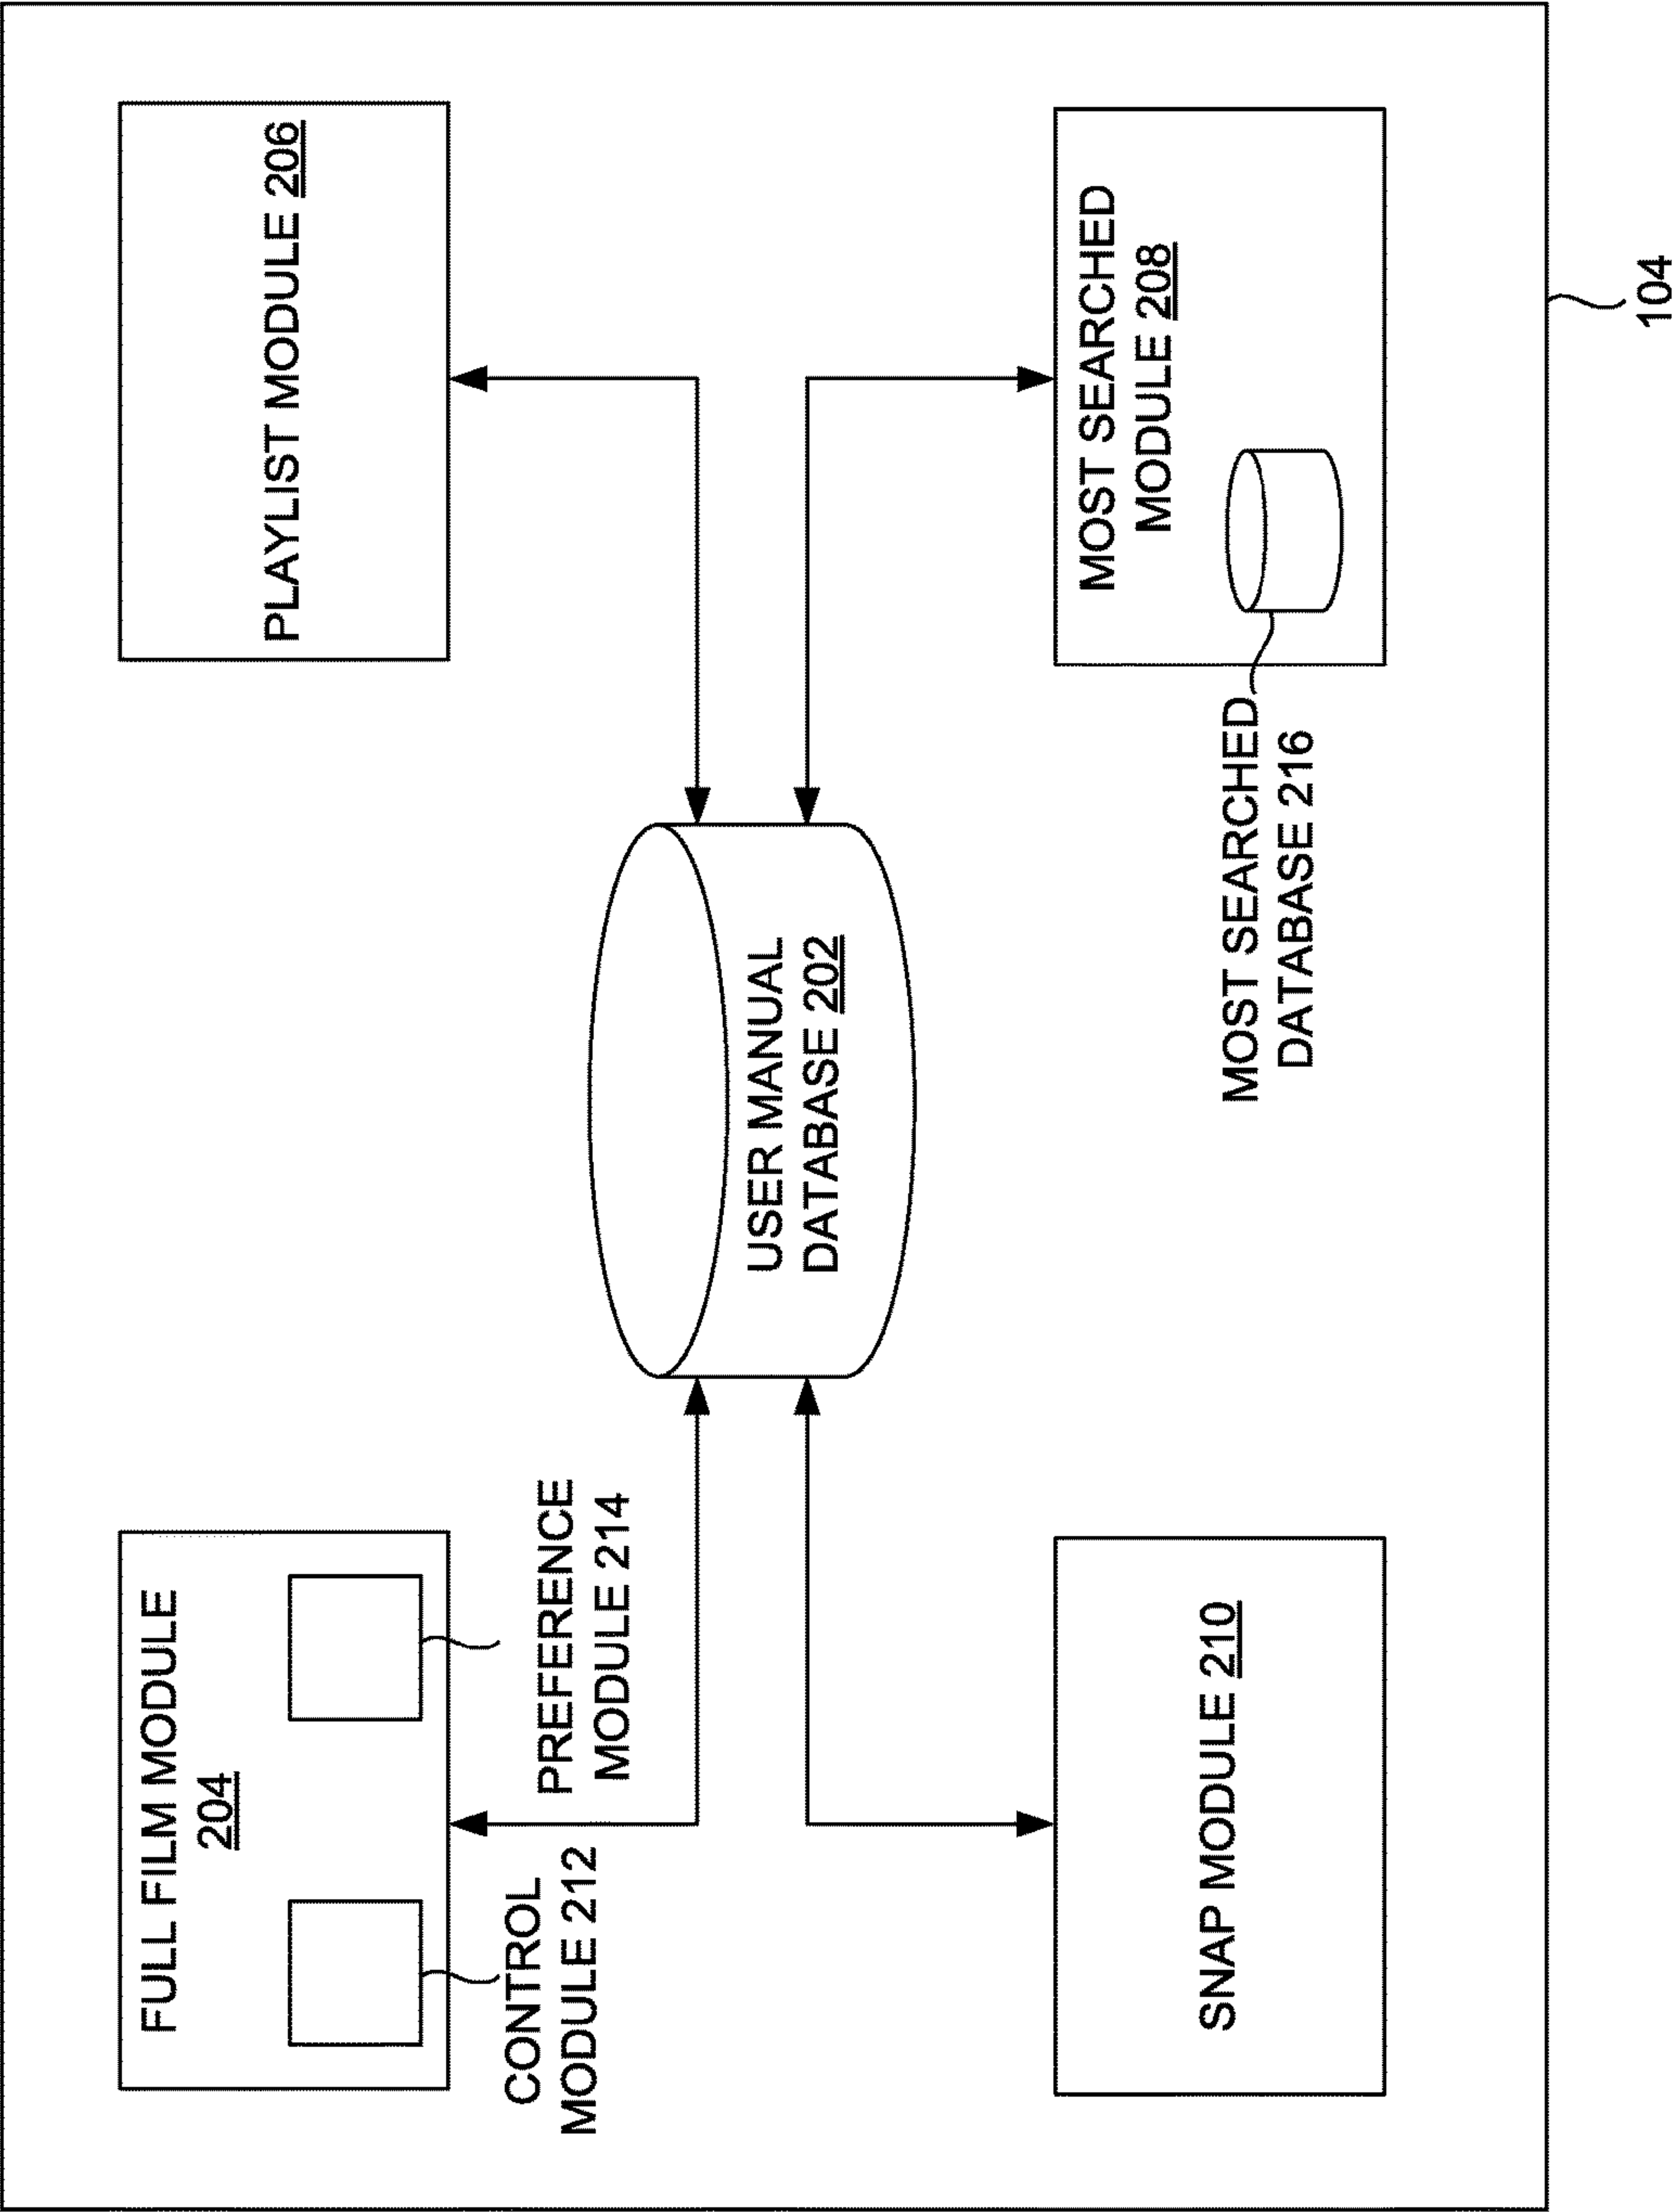 FULL FILM MODULE
204
CONTROL
MODULE 212
PREFERENCE
MODULE 214
PLAYLIST MODULE 206
USER MANUAL
DATABASE 202
SNAP MODULE 210
MOST SEARCHED
MODULE 208
MOST SEARCHED
DATABASE 216
104